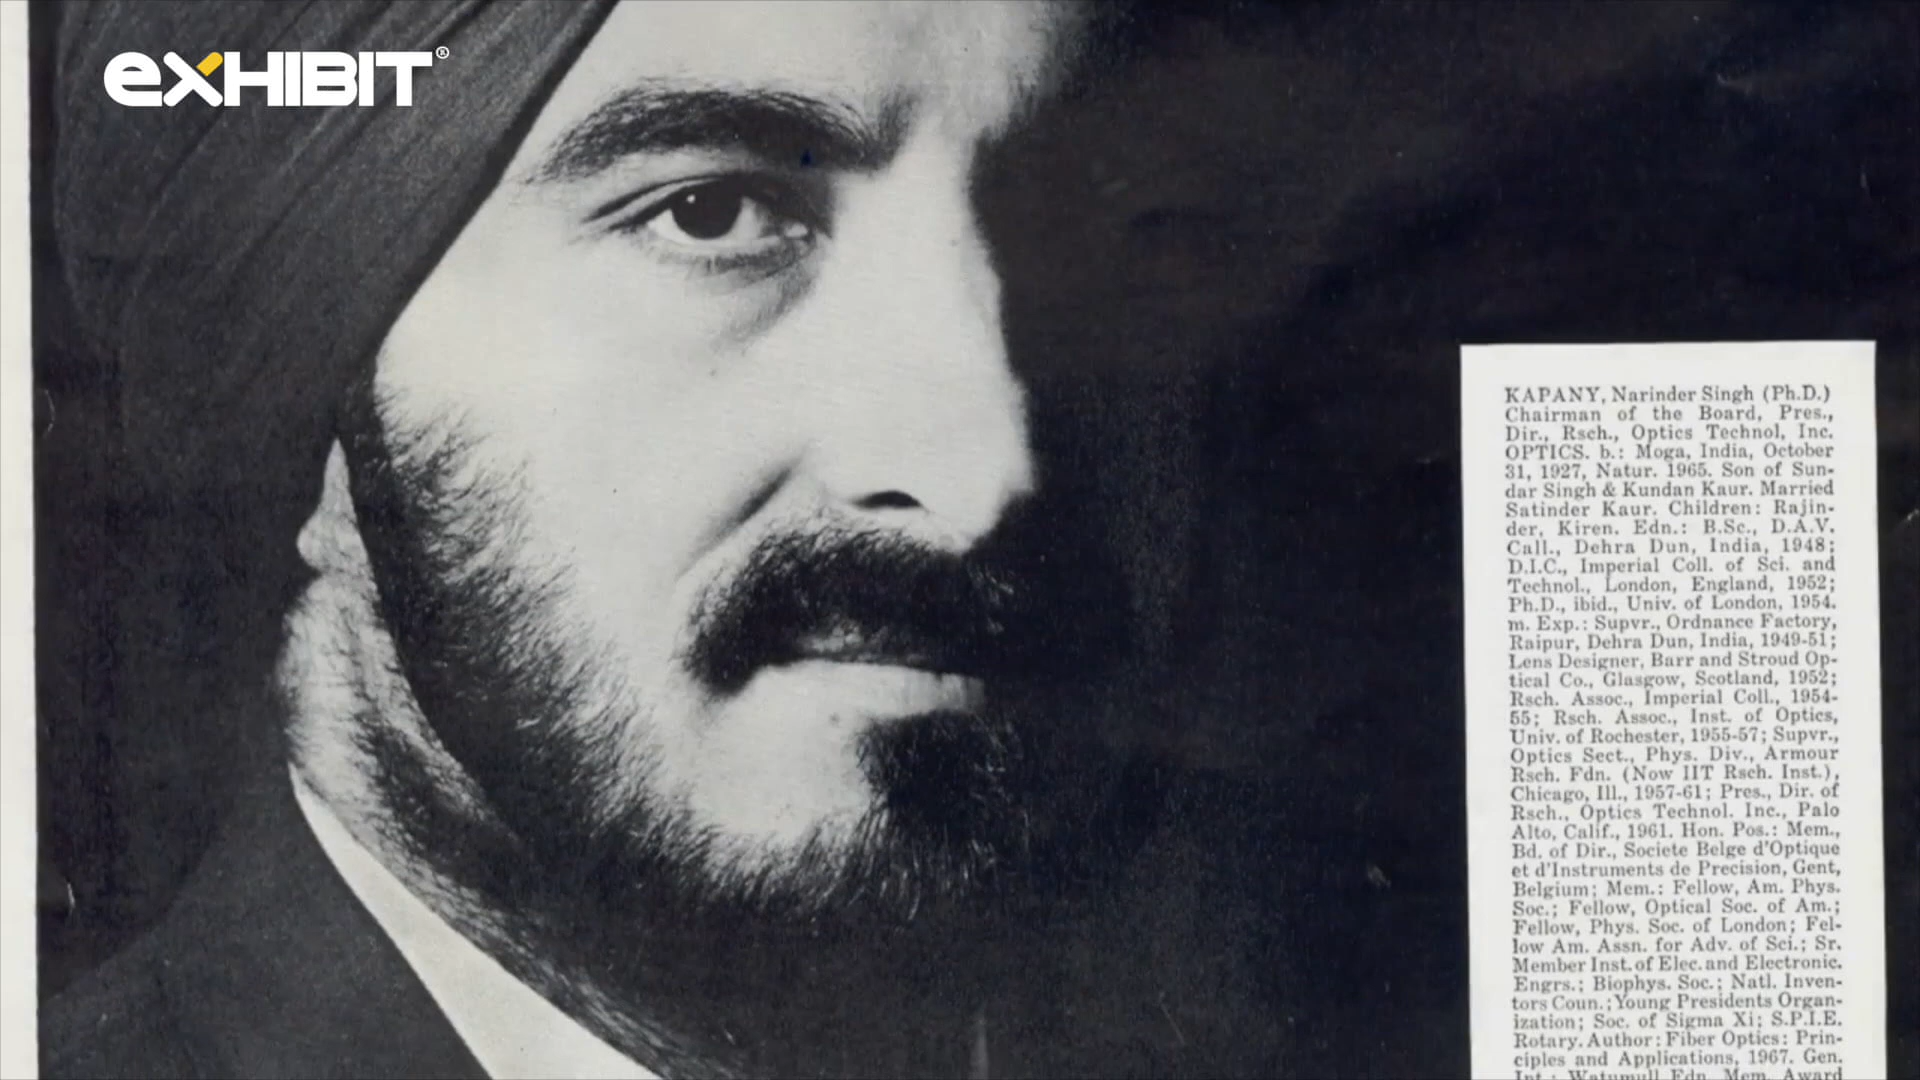 exHIBIT®
KAPANY, Narinder Singh (Ph.D.)
Chairman of the Board, Pres.,
Dir., Rsch., Optics Technol, Inc.
OPTICS. b.: Moga, India, October
31, 1927, Natur. 1965. Son of Sun-
dar Singh & Kundan Kaur. Married
Satinder Kaur. Children: Rajin-
der, Kiren. Edn.: B.Sc., D.A.V.
Call., Dehra Dun, India, 1948;
D.I.C., Imperial Coll. of Sci. and
Technol., London, England, 1952;
Ph.D., ibid., Univ. of London, 1954.
m. Exp.: Supvr., Ordnance Factory,
Raipur, Dehra Dun, India, 1949-51;
Lens Designer, Barr and Stroud Op-
tical Co., Glasgow, Scotland, 1952;
Rsch. Assoc., Imperial Coll., 1954-
55; Rsch. Assoc., Inst. of Optics,
Univ. of Rochester, 1955-57; Supvr.,
Optics Sect., Phys. Div., Armour
Rsch. Fdn. (Now IIT Rsch. Inst.),
Chicago, Ill., 1957-61; Pres., Dir. of
Rsch., Optics Technol. Inc., Palo
Alto, Calif., 1961. Hon. Pos.: Mem.,
Bd. of Dir., Societe Belge d'Optique
et d'Instruments de Precision, Gent,
Belgium; Mem.: Fellow, Am. Phys.
Soc.; Fellow, Optical Soc. of Am.;
Fellow, Phys. Soc. of London; Fel-
low Am. Assn. for Adv. of Sci.; Sr.
Member Inst. of Elec. and Electronic.
Engrs.; Biophys. Soc.; Natl. Inven-
tors Coun.; Young Presidents Organ-
ization; Soc. of Sigma Xi; S.P.I.E.
Rotary. Author: Fiber Optics: Prin-
ciples and Applications, 1967. Gen.
Int.: Watumull Fdn. Mem. Award